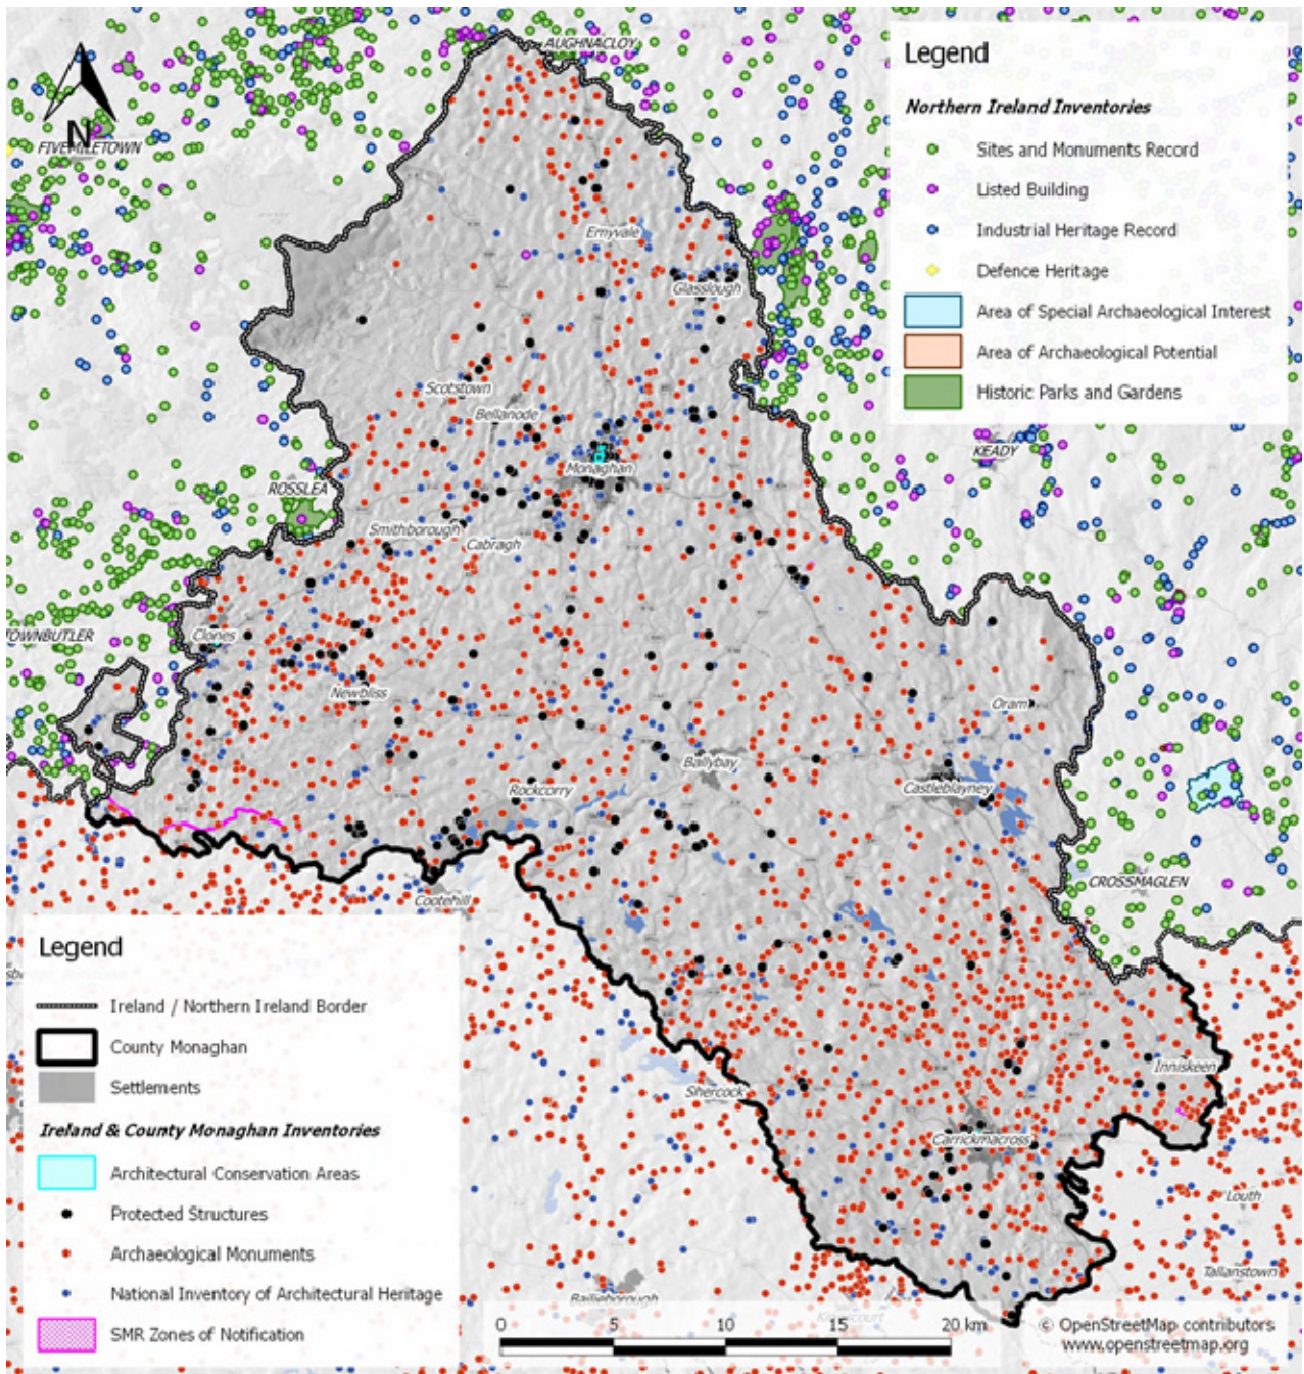 AUGHNACLOY
N
FIVEMILETOWN
Legend
Northern Ireland Inventories
Sites and Monuments Record
Listed Building
Industrial Heritage Record
Defence Heritage
Area of Special Archaeological Interest
Area of Archaeological Potential
Historic Parks and Gardens
Emyvale
Glasslough
Scotstown
Bellanode
Monaghan
KEADY
ROSSLEA
Smithborough
Cabragh
TOWNBUTLER
Clones
Newbliss
Oram
Ballybay
Castleblayney
Rockcorry
CROSSMAGLEN
Cootehill
Inniskeen
Shercock
Carrickmacross
Louth
Tallanstown
Bailieborough
Legend
Ireland / Northern Ireland Border
County Monaghan
Settlements
Ireland & County Monaghan Inventories
Architectural Conservation Areas
Protected Structures
Archaeological Monuments
National Inventory of Architectural Heritage
SMR Zones of Notification
0 5 10 20 km
© OpenStreetMap contributors
www.openstreetmap.org